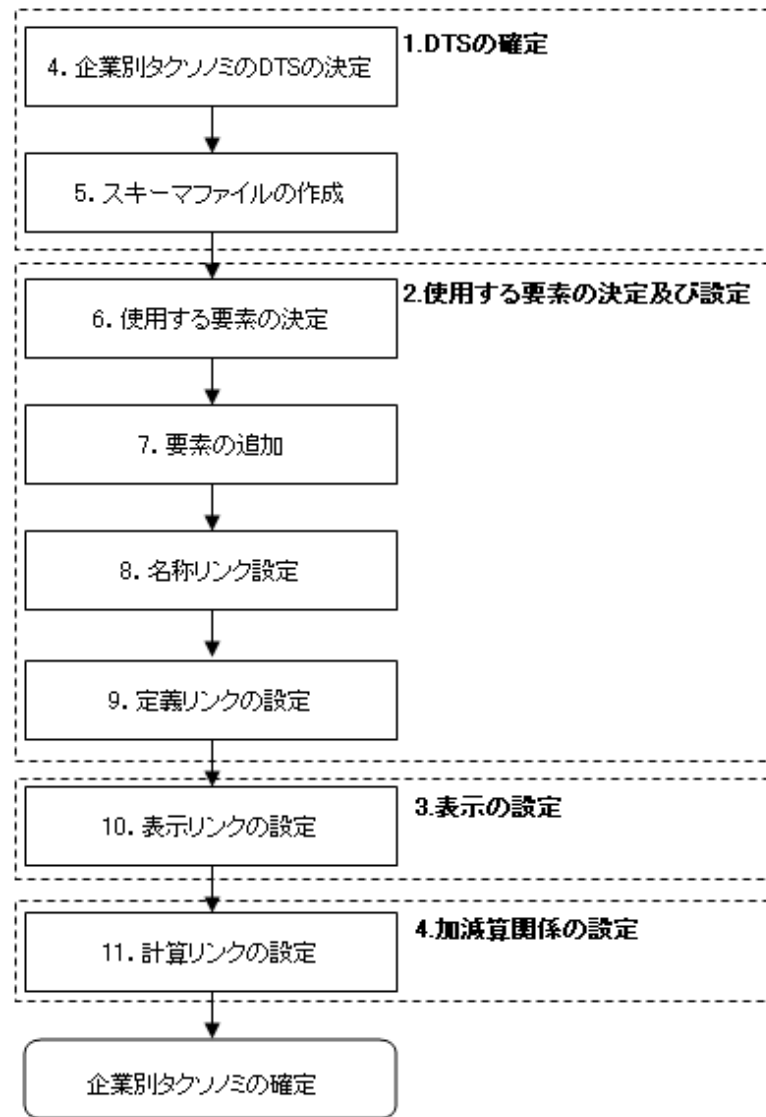 1.DTSの確定
4. 企業別タクソノミのDTSの決定
5. スキーマファイルの作成
2.使用する要素の決定及び設定
6. 使用する要素の決定
7. 要素の追加
8. 名称リンク設定
9. 定義リンクの設定
3.表示の設定
10. 表示リンクの設定
4.加減算関係の設定
11. 計算リンクの設定
企業別タクソノミの確定